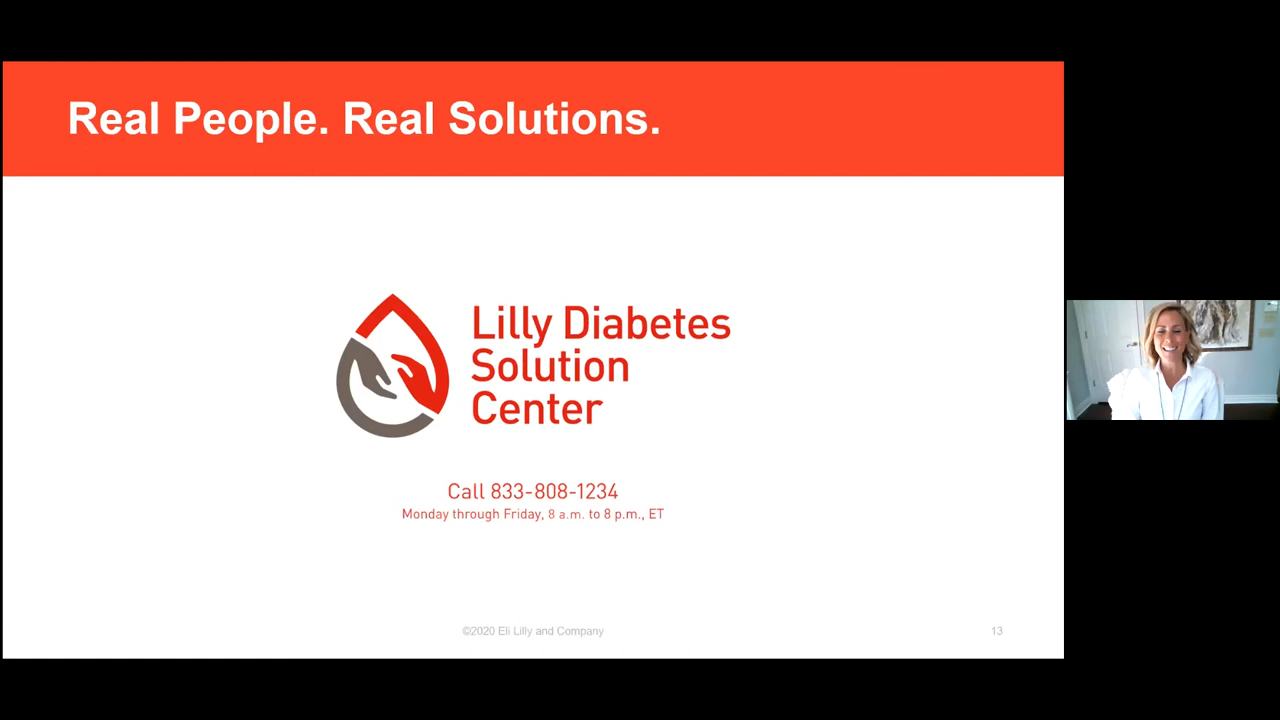 Real People. Real Solutions.
Lilly Diabetes
Solution
Center
Call 833-808-1234
Monday through Friday, 8 a.m. to 8 p.m., ET
©2020 Eli Lilly and Company
13